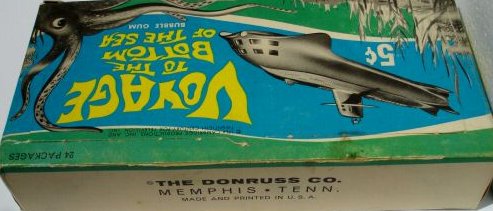 VOYAGE
TO THE
BOTTOM
OF THE SEA
BUBBLE GUM
5¢
24 PACKAGES
©THE DONRUSS CO.
MEMPHIS • TENN.
MADE AND PRINTED IN U.S.A.